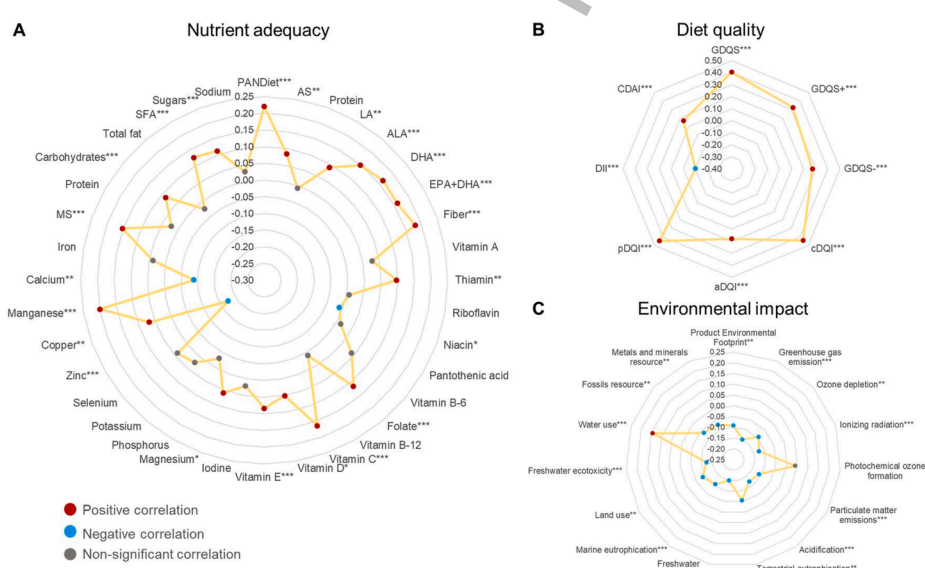 A
Nutrient adequacy
PANDiet***
AS**
Protein
LA**
ALA***
DHA***
EPA+DHA***
Fiber***
Vitamin A
Thiamin**
Riboflavin
Niacin*
Pantothenic acid
Vitamin B-6
Folate***
Vitamin B-12
Vitamin C***
Vitamin D*
Vitamin E***
Iodine
Magnesium*
Phosphorus
Potassium
Selenium
Zinc***
Copper**
Manganese***
Calcium**
Iron
MS***
Protein
Carbohydrates***
Total fat
SFA***
Sugars***
Sodium
0.25
0.20
0.15
0.10
0.05
0.00
-0.05
-0.10
-0.15
-0.20
-0.25
-0.30
Positive correlation
Negative correlation
Non-significant correlation
B
Diet quality
GDQS***
GDQS+***
GDQS-***
cDQI***
aDQI***
pDQI***
DII***
CDAI***
0.50
0.40
0.30
0.20
0.10
0.00
-0.10
-0.20
-0.30
-0.40
C
Environmental impact
Product Environmental
Footprint**
Greenhouse gas
emission***
Ozone depletion**
Ionizing radiation***
Photochemical ozone
formation
Particulate matter
emissions***
Acidification***
Terrestrial eutrophication**
Freshwater
Marine eutrophication***
Land use**
Freshwater ecotoxicity***
Water use***
Fossils resource**
Metals and minerals
resource**
0.25
0.20
0.15
0.10
0.05
0.00
-0.05
-0.10
-0.15
-0.20
-0.25